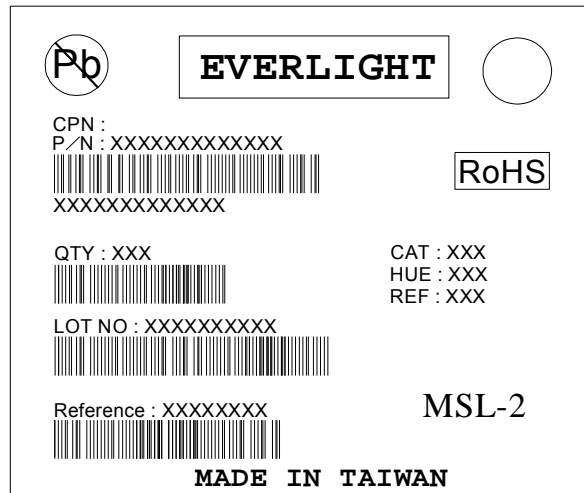 Pb
EVERLIGHT
CPN :
P/N : XXXXXXXXXXXXX
RoHS
XXXXXXXXXXXXX
QTY : XXX
CAT : XXX
HUE : XXX
REF : XXX
LOT NO : XXXXXXXXXX
Reference : XXXXXXXX
MSL-2
MADE IN TAIWAN